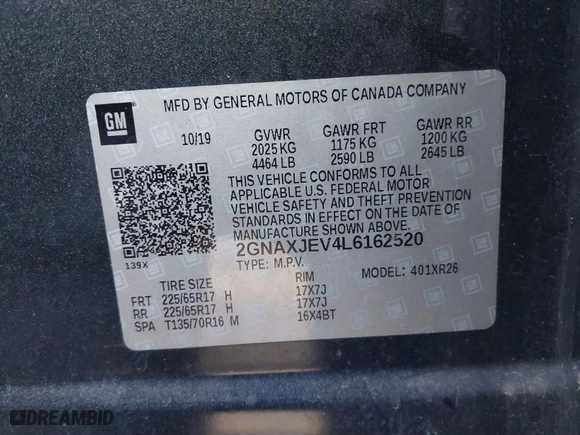 MFD BY GENERAL MOTORS OF CANADA COMPANY
GM
10/19 GVWR GAWR FRT GAWR RR
2025 KG 1175 KG 1200 KG
4464 LB 2590 LB 2645 LB
THIS VEHICLE CONFORMS TO ALL
APPLICABLE U.S. FEDERAL MOTOR
VEHICLE SAFETY AND THEFT PREVENTION
STANDARDS IN EFFECT ON THE DATE OF
MANUFACTURE SHOWN ABOVE.
2GNAXJEV4L6162520
139X
TYPE: M.P.V. MODEL: 401XR26
TIRE SIZE RIM
FRT 225/65R17 H 17X7J
RR 225/65R17 H 17X7J
SPA T135/70R16 M 16X4BT
DREAMBID